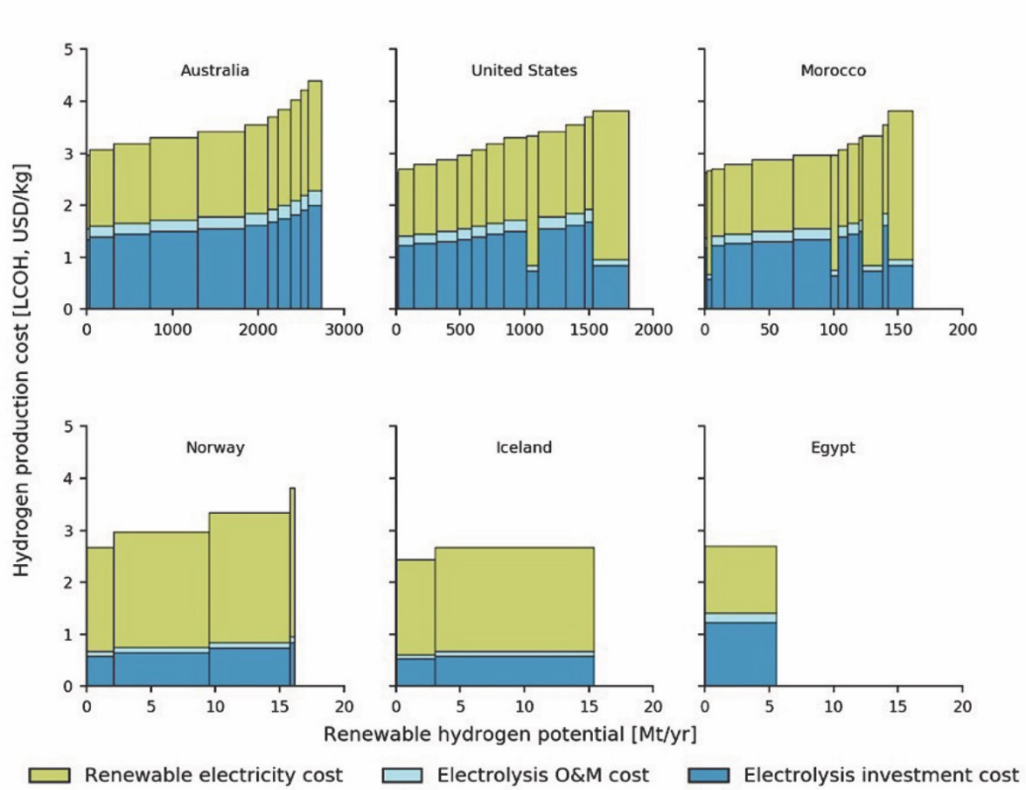 Hydrogen production cost [LCOH, USD/kg]
Australia
5
4
3
2
1
0
0 1000 2000 3000
United States
0 500 1000 1500 2000
Morocco
0 50 100 150 200
Norway
5
4
3
2
1
0
0 5 10 15 20
Iceland
0 5 10 15 20
Egypt
0 5 10 15 20
Renewable hydrogen potential [Mt/yr]
Renewable electricity cost Electrolysis O&M cost Electrolysis investment cost